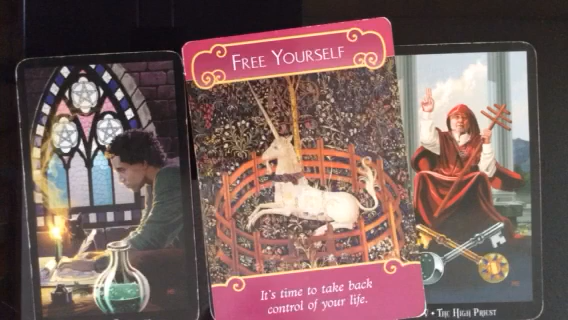 FREE YOURSELF
It's time to take back
control of your life.
• THE HIGH PRIEST